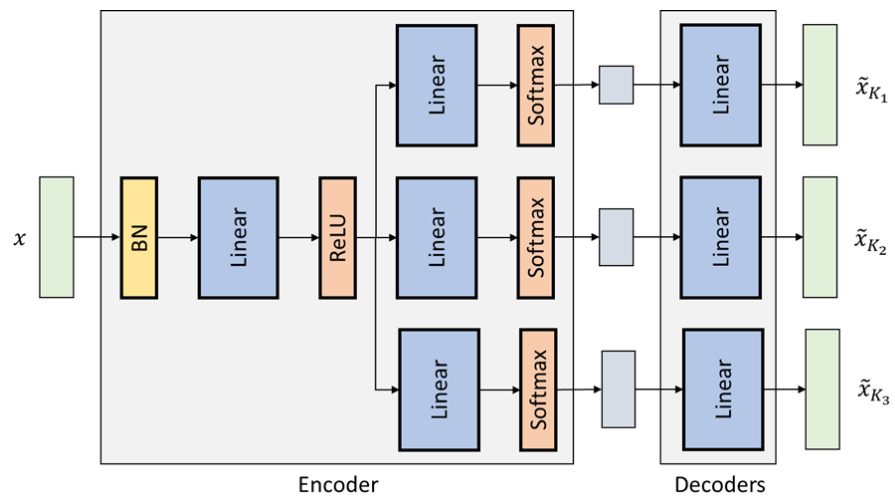 Linear
Softmax
Linear
x̃K₁
x
BN
Linear
ReLU
Linear
Softmax
Linear
x̃K₂
Linear
Softmax
Linear
x̃K₃
Encoder
Decoders